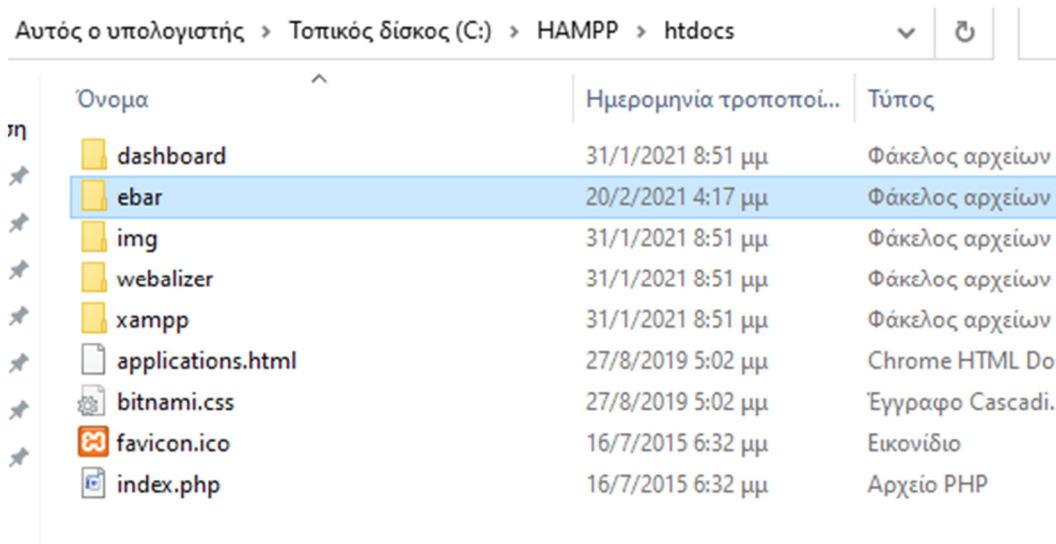 Αυτός ο υπολογιστής > Τοπικός δίσκος (C:) > HAMPP > htdocs
Όνομα Ημερομηνία τροποποί... Τύπος
ση
dashboard 31/1/2021 8:51 μμ Φάκελος αρχείων
ebar 20/2/2021 4:17 μμ Φάκελος αρχείων
img 31/1/2021 8:51 μμ Φάκελος αρχείων
webalizer 31/1/2021 8:51 μμ Φάκελος αρχείων
xampp 31/1/2021 8:51 μμ Φάκελος αρχείων
applications.html 27/8/2019 5:02 μμ Chrome HTML Do
bitnami.css 27/8/2019 5:02 μμ Έγγραφο Cascadi.
favicon.ico 16/7/2015 6:32 μμ Εικονίδιο
index.php 16/7/2015 6:32 μμ Αρχείο PHP